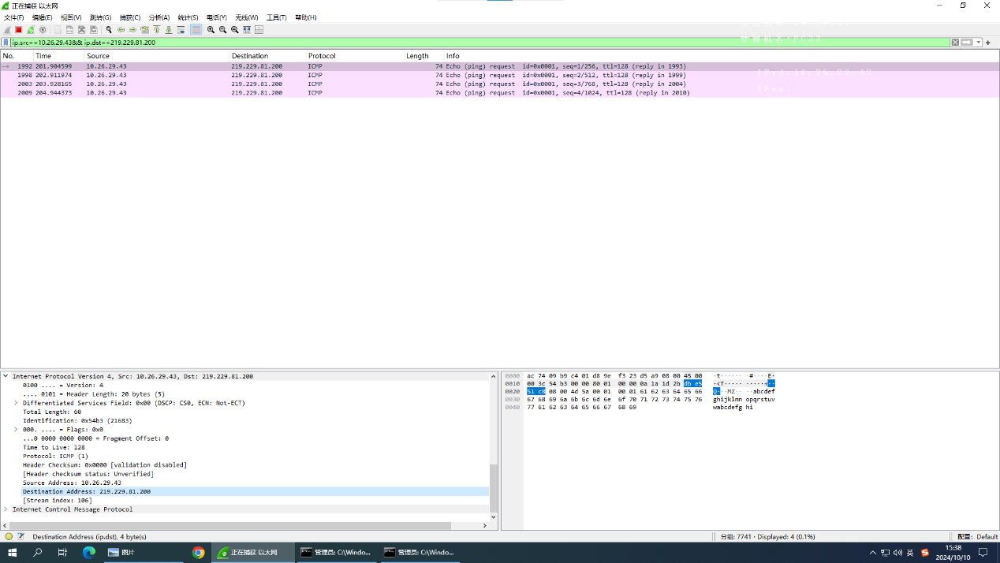 正在捕获 以太网
文件(F) 编辑(E) 视图(V) 跳转(G) 捕获(C) 分析(A) 统计(S) 电话(Y) 无线(W) 工具(T) 帮助(H)
ip.src==10.26.29.43&& ip.dst==219.229.81.200
计算机名:PC23
No. Time Source Destination Protocol Length Info
1992 201.904599 10.26.29.43 219.229.81.200 ICMP 74 Echo (ping) request id=0x0001, seq=1/256, ttl=128 (reply in 1993)
1998 202.911974 10.26.29.43 219.229.81.200 ICMP 74 Echo (ping) request id=0x0001, seq=2/512, ttl=128 (reply in 1999)
2003 203.928165 10.26.29.43 219.229.81.200 ICMP 74 Echo (ping) request id=0x0001, seq=3/768, ttl=128 (reply in 2004)
2009 204.944373 10.26.29.43 219.229.81.200 ICMP 74 Echo (ping) request id=0x0001, seq=4/1024, ttl=128 (reply in 2010)
Internet Protocol Version 4, Src: 10.26.29.43, Dst: 219.229.81.200
0100 .... = Version: 4
.... 0101 = Header Length: 20 bytes (5)
Differentiated Services Field: 0x00 (DSCP: CS0, ECN: Not-ECT)
Total Length: 60
Identification: 0x54b3 (21683)
000. .... = Flags: 0x0
...0 0000 0000 0000 = Fragment Offset: 0
Time to Live: 128
Protocol: ICMP (1)
Header Checksum: 0x0000 [validation disabled]
[Header checksum status: Unverified]
Source Address: 10.26.29.43
Destination Address: 219.229.81.200
[Stream index: 106]
Internet Control Message Protocol
0000 ac 74 09 b9 c4 01 d8 9e f3 23 d5 a9 08 00 45 00 ·t······ ·#····E·
0010 00 3c 54 b3 00 00 80 01 00 00 0a 1a 1d 2b db e5 ·<T····· ·····+··
0020 51 c8 08 00 4d 5a 00 01 00 01 61 62 63 64 65 66 Q···MZ·· ··abcdef
0030 67 68 69 6a 6b 6c 6d 6e 6f 70 71 72 73 74 75 76 ghijklmn opqrstuv
0040 77 61 62 63 64 65 66 67 68 69 wabcdefg hi
Destination Address (ip.dst), 4 byte(s)
分组: 7741 · Displayed: 4 (0.1%)
配置: Default
图片
正在捕获 以太网
管理员: C:\Windo...
管理员: C:\Windo...
英
15:38
2024/10/10